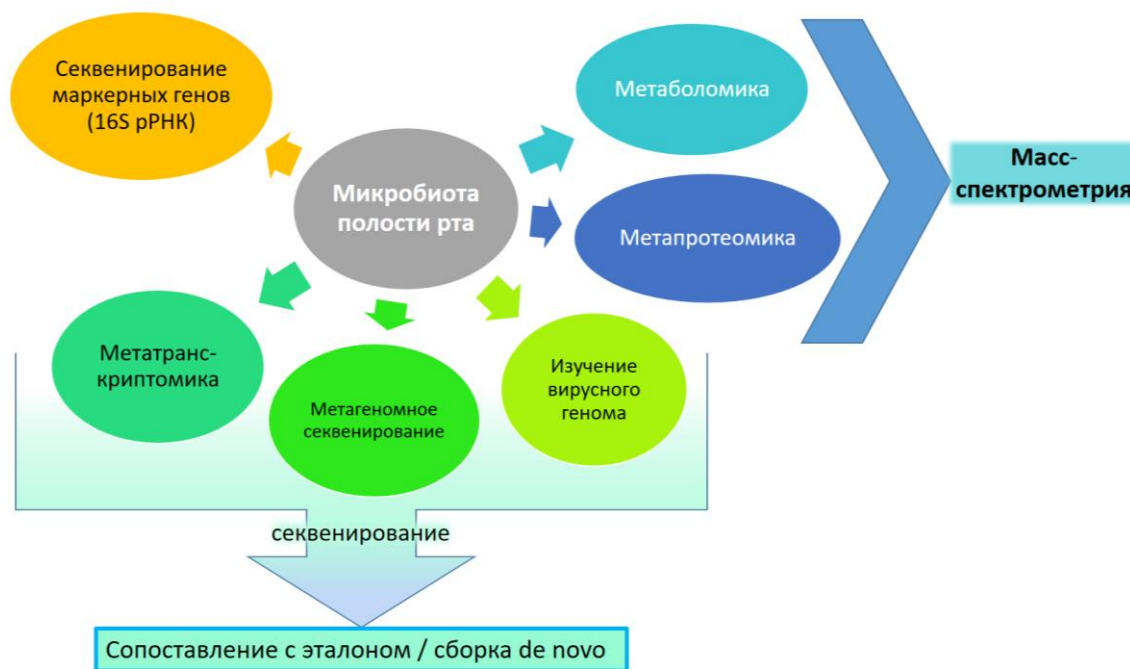 Секвенирование
маркерных генов
(16S рРНК)
Метаболомика
Масс-
спектрометрия
Микробиота
полости рта
Метапротеомика
Метатранс-
криптомика
Метагеномное
секвенирование
Изучение
вирусного
генома
секвенирование
Сопоставление с эталоном / сборка de novo